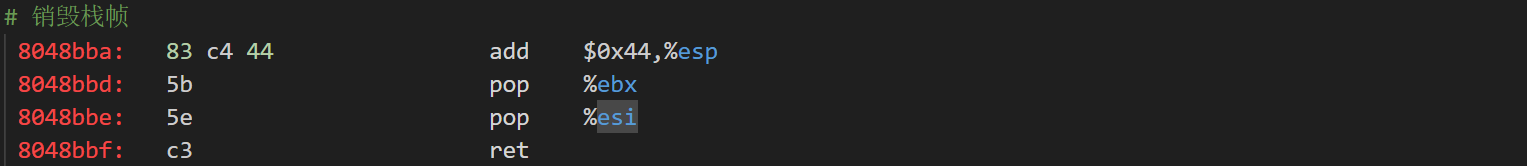 # 销毁栈帧
8048bba: 83 c4 44 add $0x44,%esp
8048bbd: 5b pop %ebx
8048bbe: 5e pop %esi
8048bbf: c3 ret